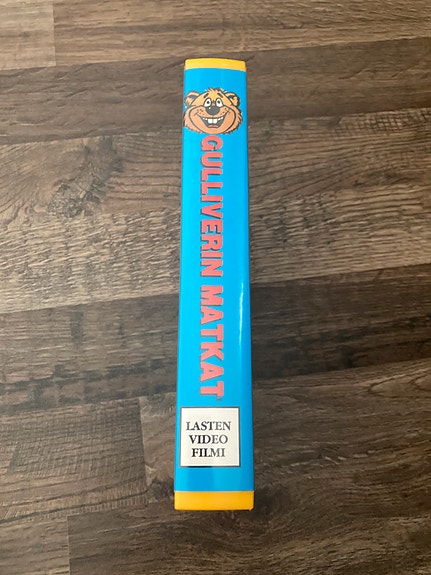 GULLIVERIN MATKAT
LASTEN
VIDEO
FILMI